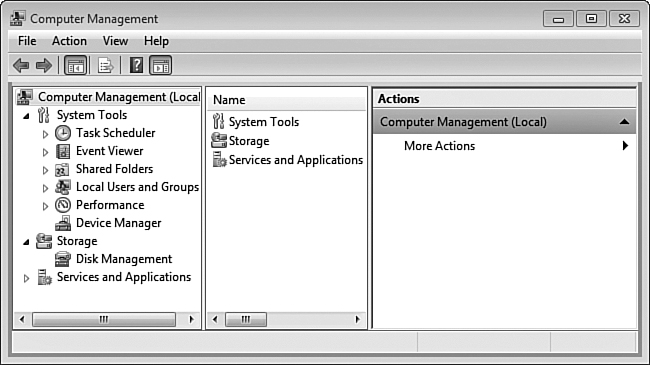 Computer Management
File Action View Help
Computer Management (Local
System Tools
Task Scheduler
Event Viewer
Shared Folders
Local Users and Groups
Performance
Device Manager
Storage
Disk Management
Services and Applications
Name
System Tools
Storage
Services and Applications
Actions
Computer Management (Local)
More Actions